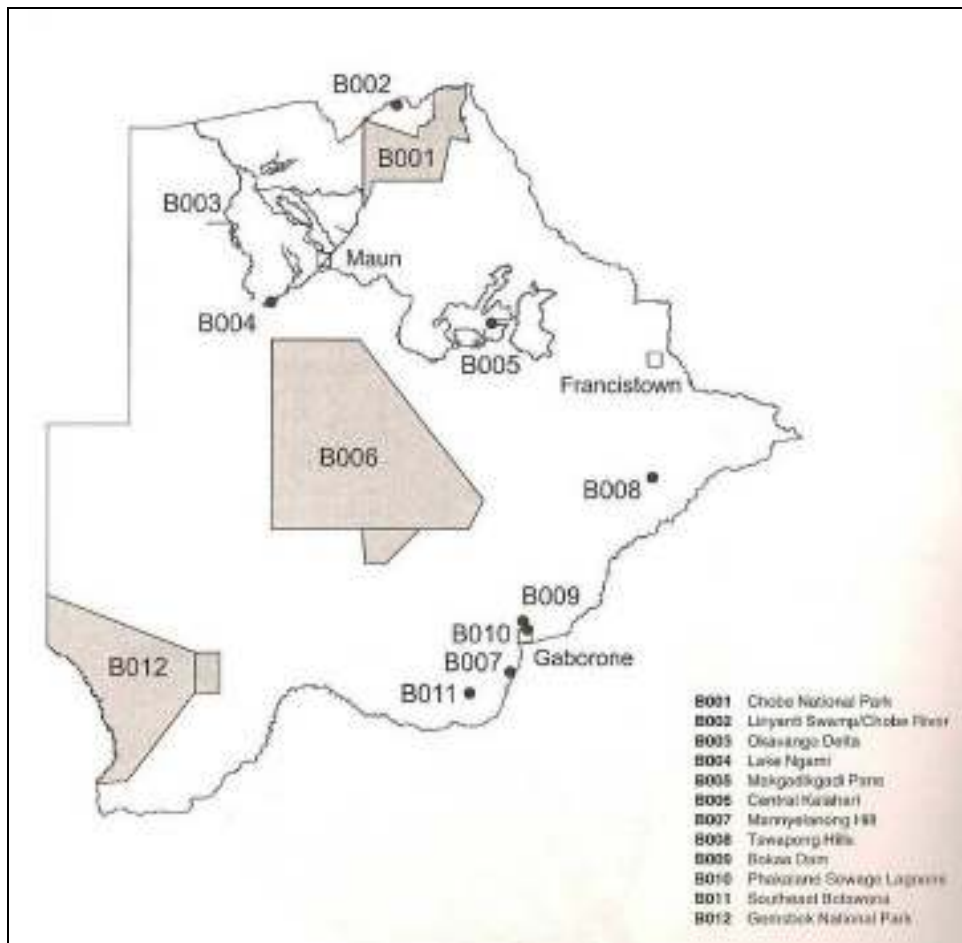 B002
B001
B003
Maun
B004
B005
Francistown
B006
B008
B009
B010
Gaborone
B012
B007
B011
B001 Chobe National Park
B002 Linyanti Swamp/Chobe River
B003 Okavango Delta
B004 Lake Ngami
B005 Makgadikgadi Pans
B006 Central Kalahari
B007 Mannyelanong Hill
B008 Tswapong Hills
B009 Bokaa Dam
B010 Phakalane Sewage Lagoons
B011 Southeast Botswana
B012 Gemsbok National Park